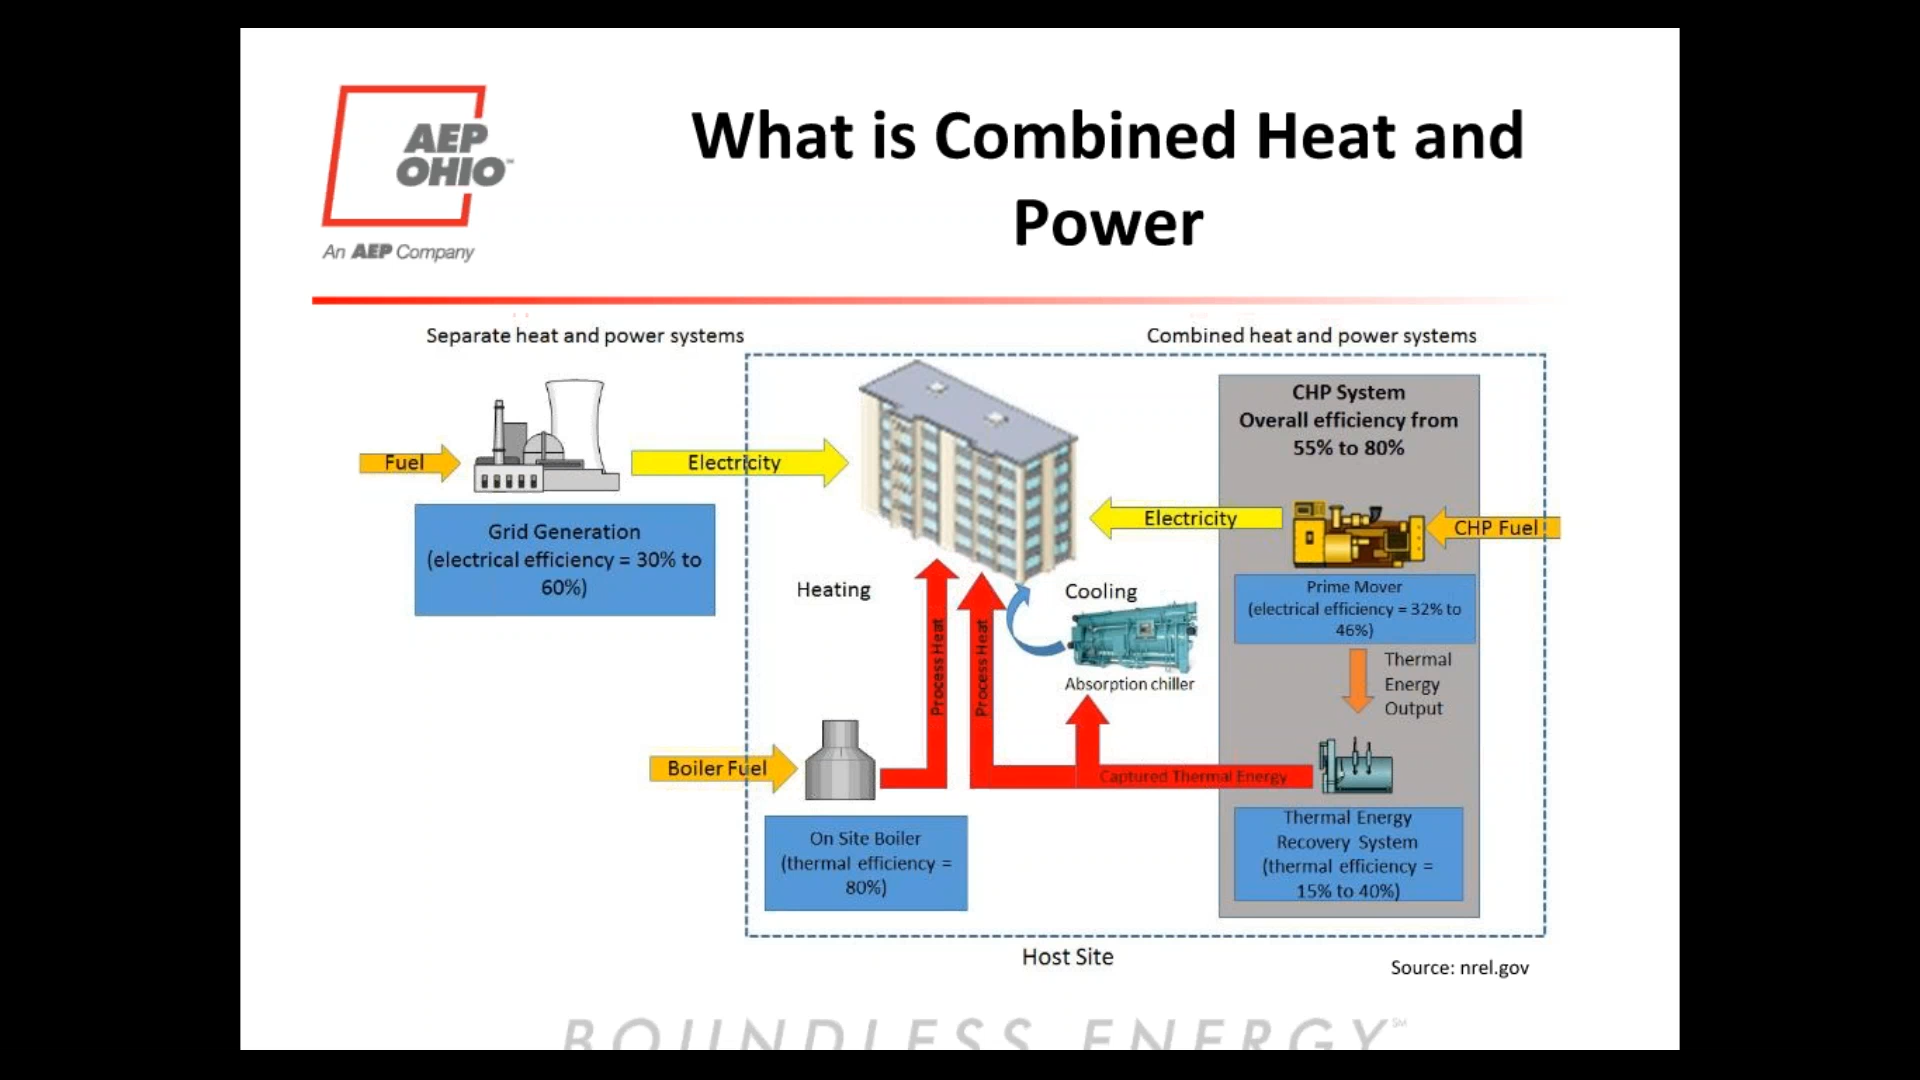 AEP
OHIO™
An AEP Company
What is Combined Heat and
Power
Separate heat and power systems
Combined heat and power systems
CHP System
Overall efficiency from
55% to 80%
Fuel
Electricity
Grid Generation
(electrical efficiency = 30% to
60%)
Electricity
CHP Fuel
Prime Mover
(electrical efficiency = 32% to
46%)
Heating
Cooling
Process Heat
Process Heat
Absorption chiller
Thermal
Energy
Output
Boiler Fuel
Captured Thermal Energy
On Site Boiler
(thermal efficiency =
80%)
Thermal Energy
Recovery System
(thermal efficiency =
15% to 40%)
Host Site
Source: nrel.gov
BOUNDLESS ENERGY℠